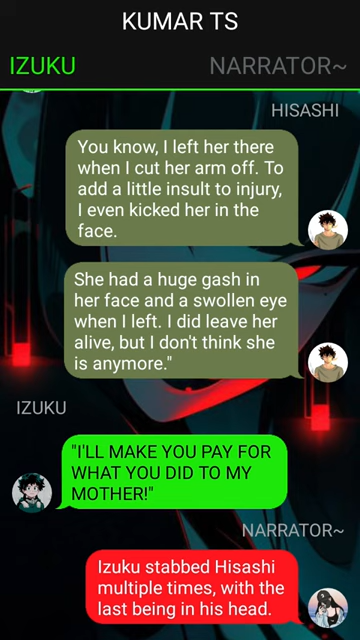 KUMAR TS
IZUKU
NARRATOR~
HISASHI
You know, I left her there
when I cut her arm off. To
add a little insult to injury,
I even kicked her in the
face.
She had a huge gash in
her face and a swollen eye
when I left. I did leave her
alive, but I don't think she
is anymore."
IZUKU
"I'LL MAKE YOU PAY FOR
WHAT YOU DID TO MY
MOTHER!"
NARRATOR~
Izuku stabbed Hisashi
multiple times, with the
last being in his head.